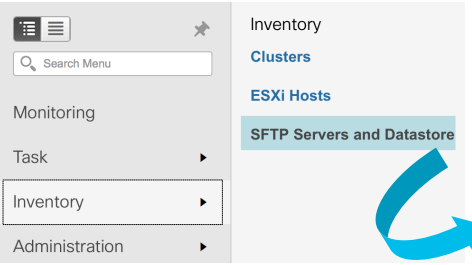 Search Menu
Monitoring
Task
Inventory
Administration
Inventory
Clusters
ESXi Hosts
SFTP Servers and Datastore